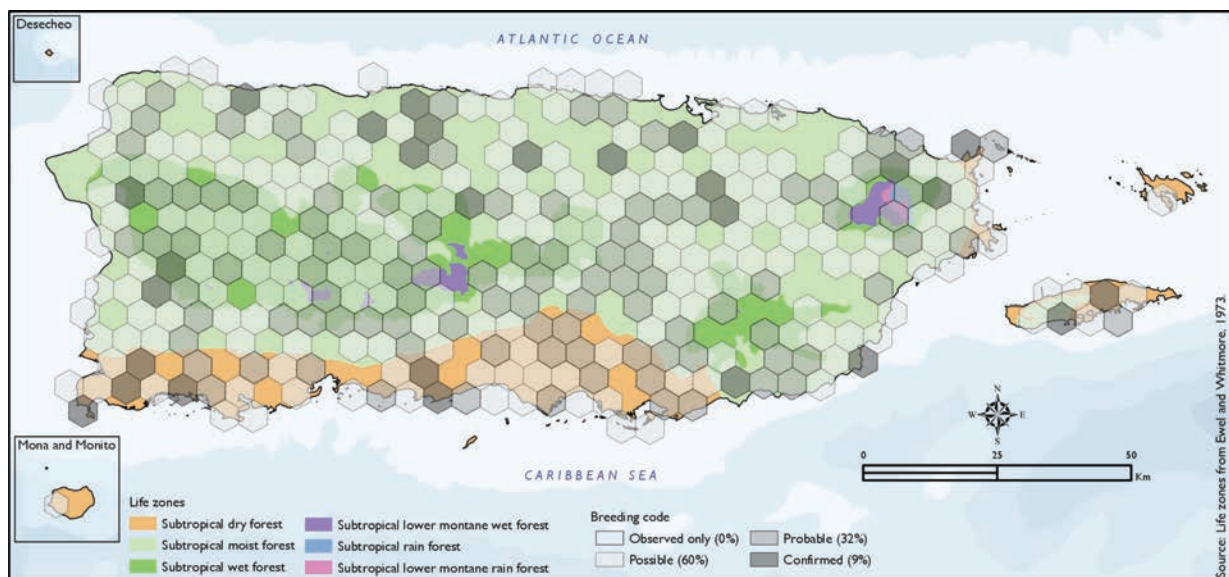 Desecheo
ATLANTIC OCEAN
N
W E
S
0 25 50
Km
CARIBBEAN SEA
Mona and Monito
Life zones
Subtropical dry forest
Subtropical moist forest
Subtropical wet forest
Subtropical lower montane wet forest
Subtropical rain forest
Subtropical lower montane rain forest
Breeding code
Observed only (0%)
Possible (60%)
Probable (32%)
Confirmed (9%)
Source: Life zones from Ewel and Whitmore, 1973.